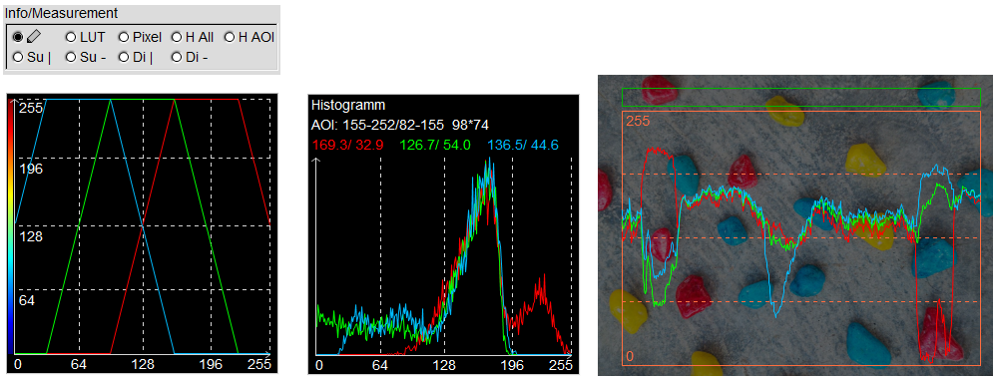 Info/Measurement
LUT Pixel H All H AOI
Su | Su - Di | Di -
255
196
128
64
0 64 128 196 255
Histogramm
AOI: 155-252/82-155 98*74
169.3/ 32.9 126.7/ 54.0 136.5/ 44.6
0 64 128 196 255
255
0